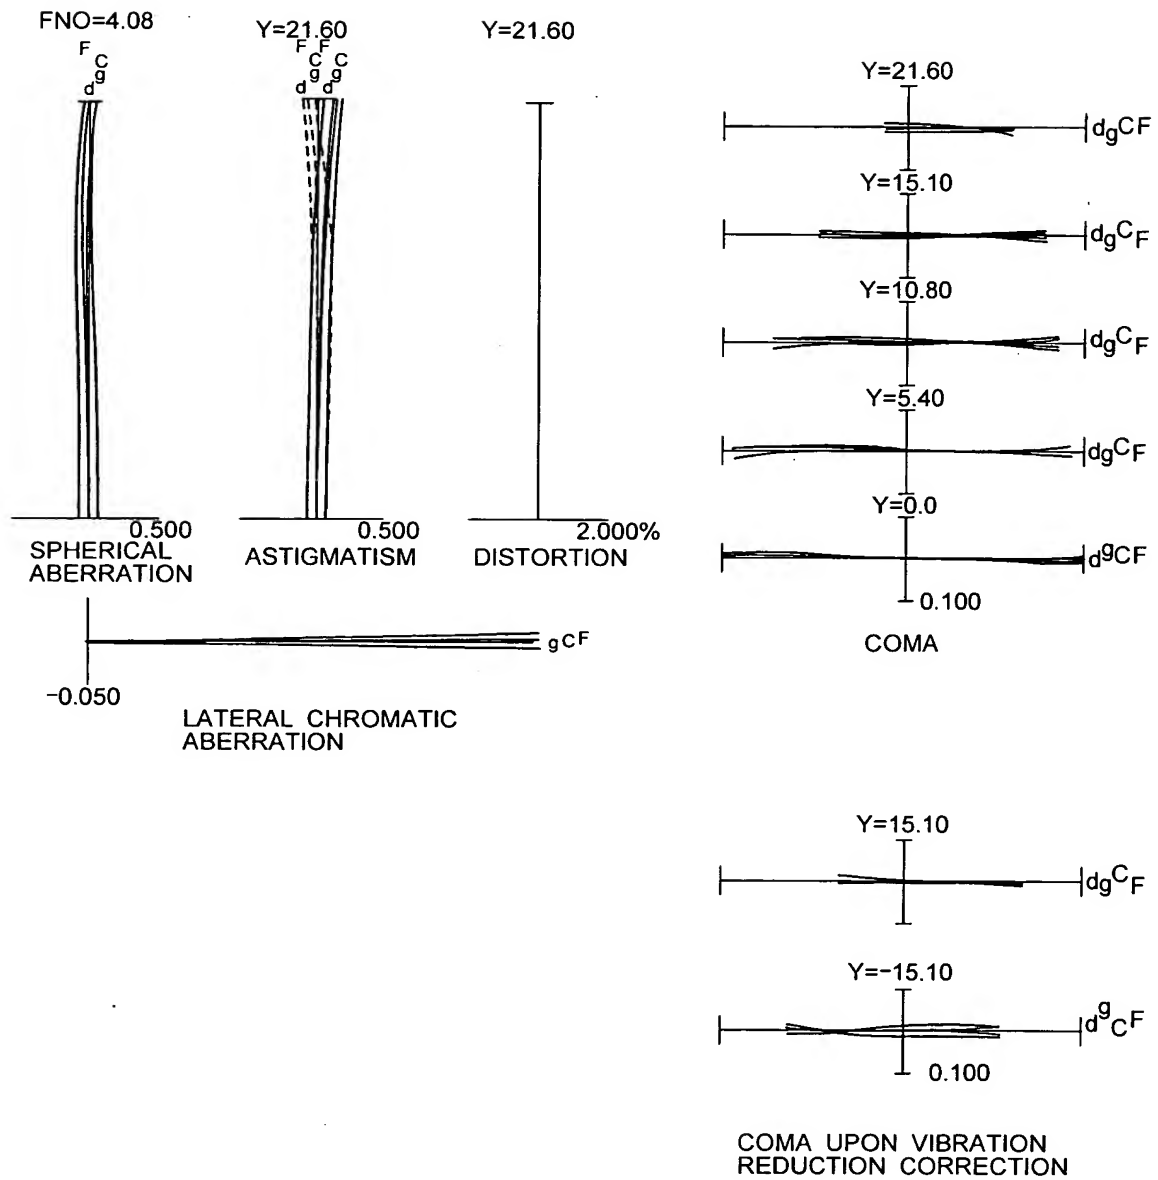 FNO=4.08
F
C
g
d
Y=21.60
F F
C C
g g
d d
Y=21.60
0.500
SPHERICAL
ABERRATION
0.500
ASTIGMATISM
2.000%
DISTORTION
gCF
-0.050
LATERAL CHROMATIC
ABERRATION
Y=21.60
dgCF
Y=15.10
dgCF
Y=10.80
dgCF
Y=5.40
dgCF
Y=0.0
dgCF
0.100
COMA
Y=15.10
dgCF
Y=-15.10
dgCF
0.100
COMA UPON VIBRATION
REDUCTION CORRECTION